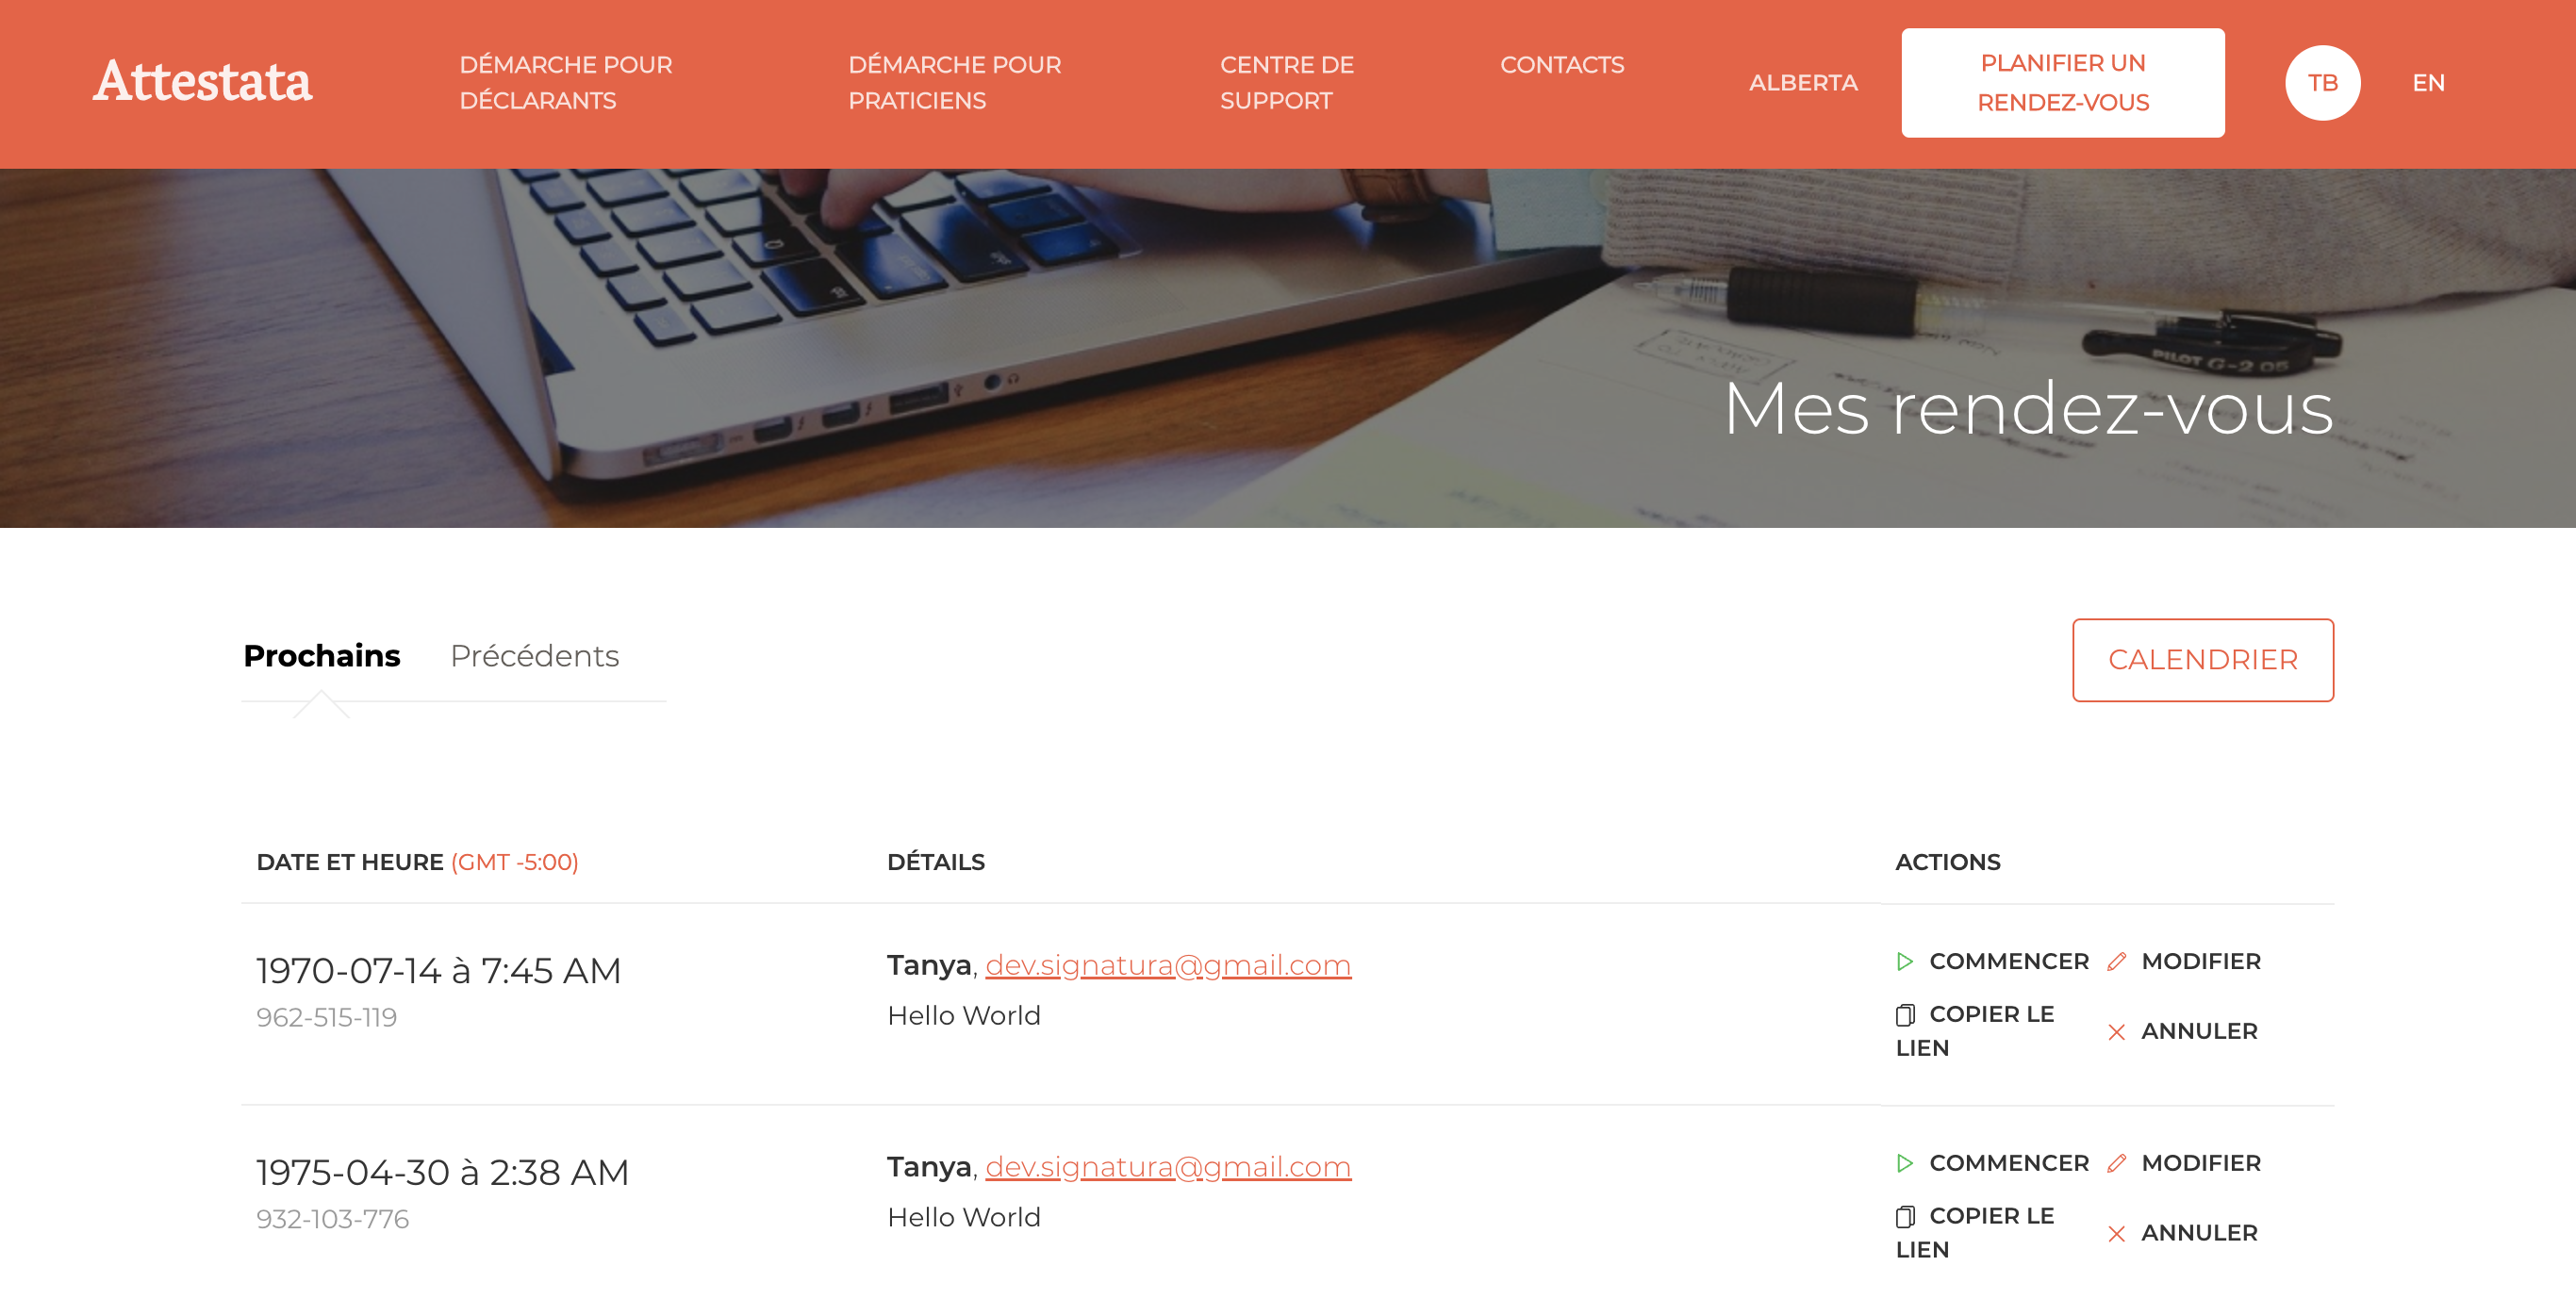 Attestata
DÉMARCHE POUR
DÉCLARANTS
DÉMARCHE POUR
PRATICIENS
CENTRE DE
SUPPORT
CONTACTS
ALBERTA
PLANIFIER UN
RENDEZ-VOUS
TB
EN
PILOT G-2 05
Mes rendez-vous
Prochains
Précédents
CALENDRIER
DATE ET HEURE (GMT -5:00)
DÉTAILS
ACTIONS
1970-07-14 à 7:45 AM
962-515-119
Tanya, dev.signatura@gmail.com
Hello World
COMMENCER
MODIFIER
COPIER LE
LIEN
ANNULER
1975-04-30 à 2:38 AM
932-103-776
Tanya, dev.signatura@gmail.com
Hello World
COMMENCER
MODIFIER
COPIER LE
LIEN
ANNULER